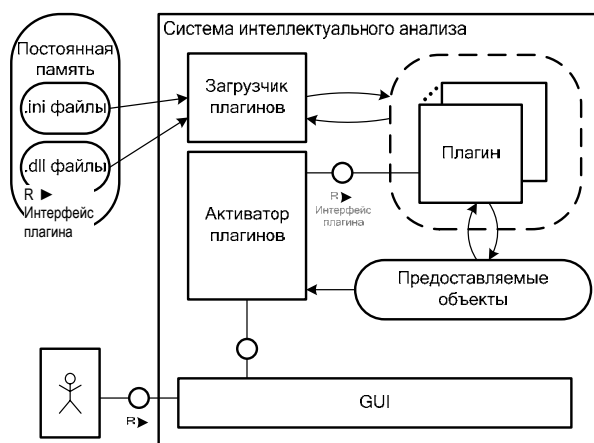 Система интеллектуального анализа
Постоянная
память
.ini файлы
.dll файлы
R ►
Интерфейс
плагина
Загрузчик
плагинов
Плагин
Активатор
плагинов
R ►
Интерфейс
плагина
Предоставляемые
объекты
GUI
R ►